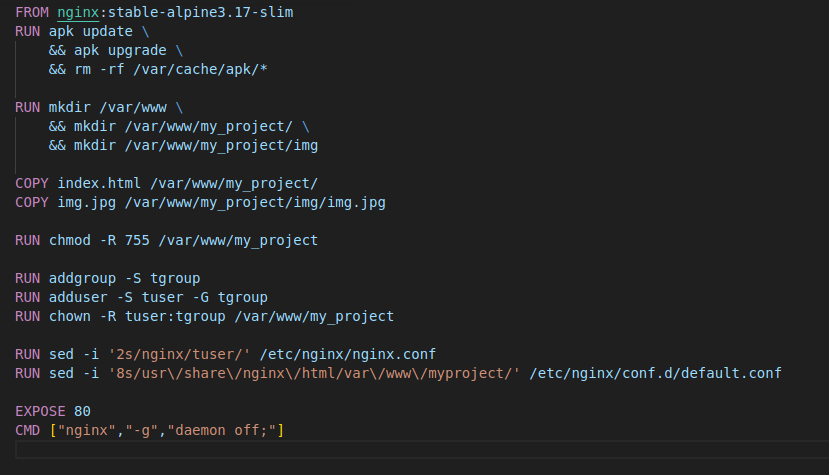 FROM nginx:stable-alpine3.17-slim
RUN apk update \
    && apk upgrade \
    && rm -rf /var/cache/apk/*

RUN mkdir /var/www \
    && mkdir /var/www/my_project/ \
    && mkdir /var/www/my_project/img

COPY index.html /var/www/my_project/
COPY img.jpg /var/www/my_project/img/img.jpg

RUN chmod -R 755 /var/www/my_project

RUN addgroup -S tgroup
RUN adduser -S tuser -G tgroup
RUN chown -R tuser:tgroup /var/www/my_project

RUN sed -i '2s/nginx/tuser/' /etc/nginx/nginx.conf
RUN sed -i '8s/usr\/share\/nginx\/html/var\/www\/myproject/' /etc/nginx/conf.d/default.conf

EXPOSE 80
CMD ["nginx","-g","daemon off;"]